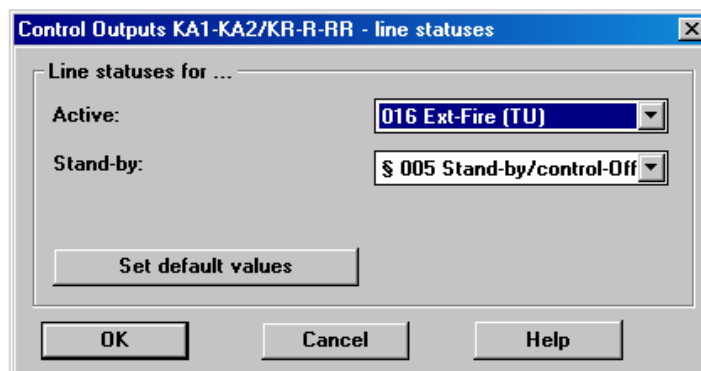 Control Outputs KA1-KA2/KR-R-RR - line statuses
Line statuses for ...
Active:
016 Ext-Fire (TU)
Stand-by:
§ 005 Stand-by/control-Off
Set default values
OK
Cancel
Help